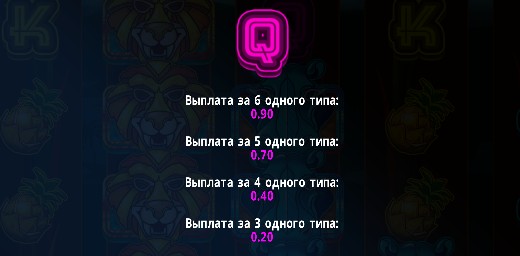 Q
Выплата за 6 одного типа:
0.90
Выплата за 5 одного типа:
0.70
Выплата за 4 одного типа:
0.40
Выплата за 3 одного типа:
0.20
K
K